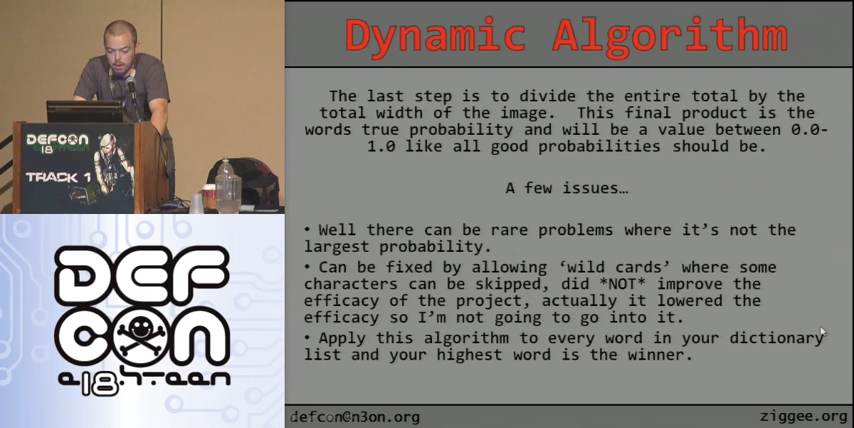 DEFCON
18
TRACK 1
DEF
CON
e18hteen
Dynamic Algorithm
The last step is to divide the entire total by the
total width of the image. This final product is the
words true probability and will be a value between 0.0-
1.0 like all good probabilities should be.
A few issues…
• Well there can be rare problems where it’s not the
largest probability.
• Can be fixed by allowing ‘wild cards’ where some
characters can be skipped, did *NOT* improve the
efficacy of the project, actually it lowered the
efficacy so I’m not going to go into it.
• Apply this algorithm to every word in your dictionary
list and your highest word is the winner.
defcon@n3on.org
ziggee.org